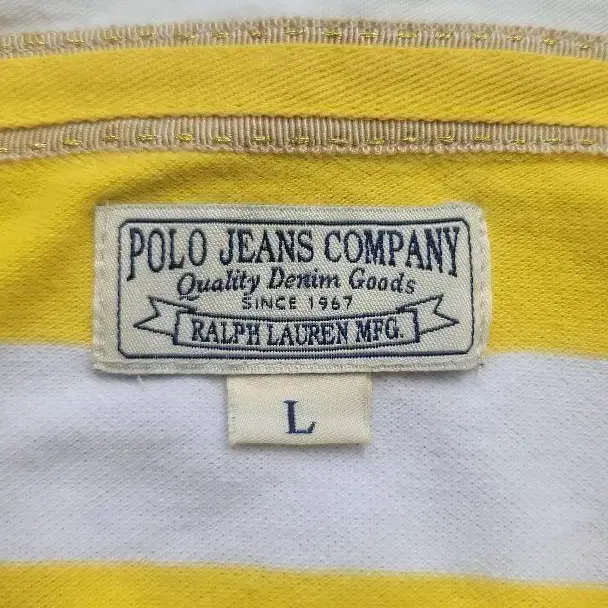 POLO JEANS COMPANY
Quality Denim Goods
SINCE 1967
RALPH LAUREN MFG.
L